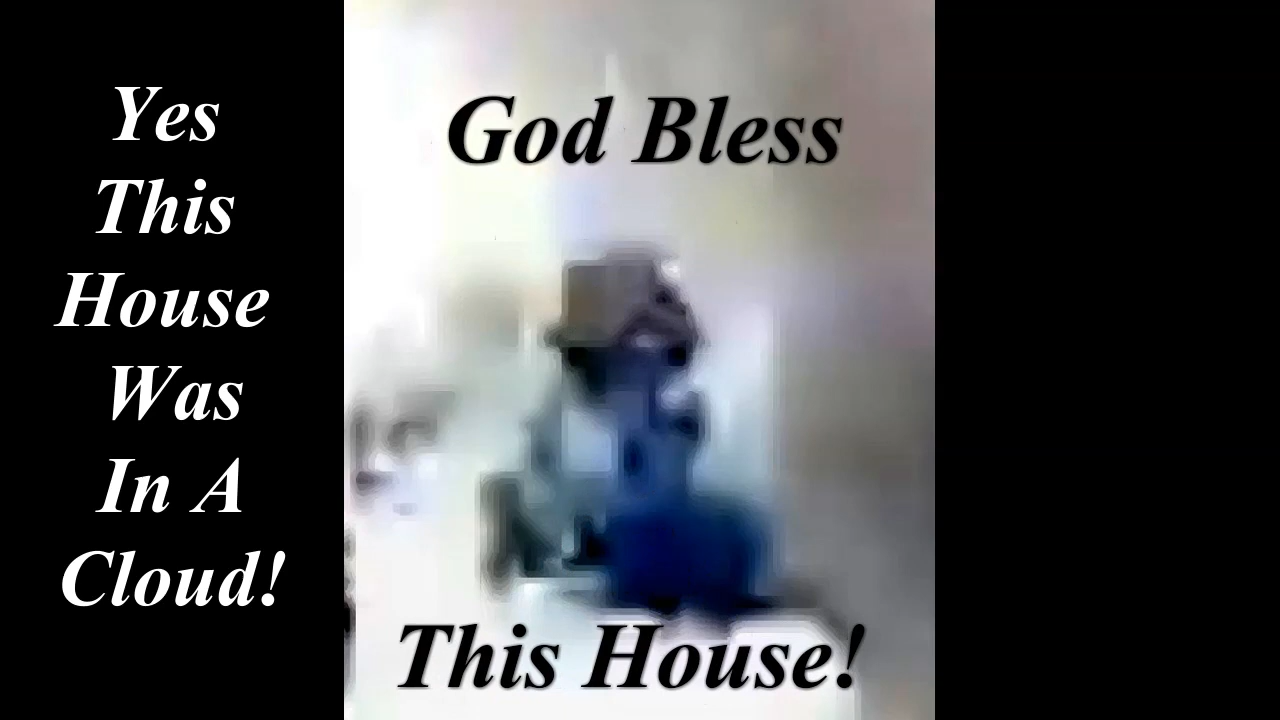 Yes
This
House
Was
In A
Cloud!
God Bless
This House!